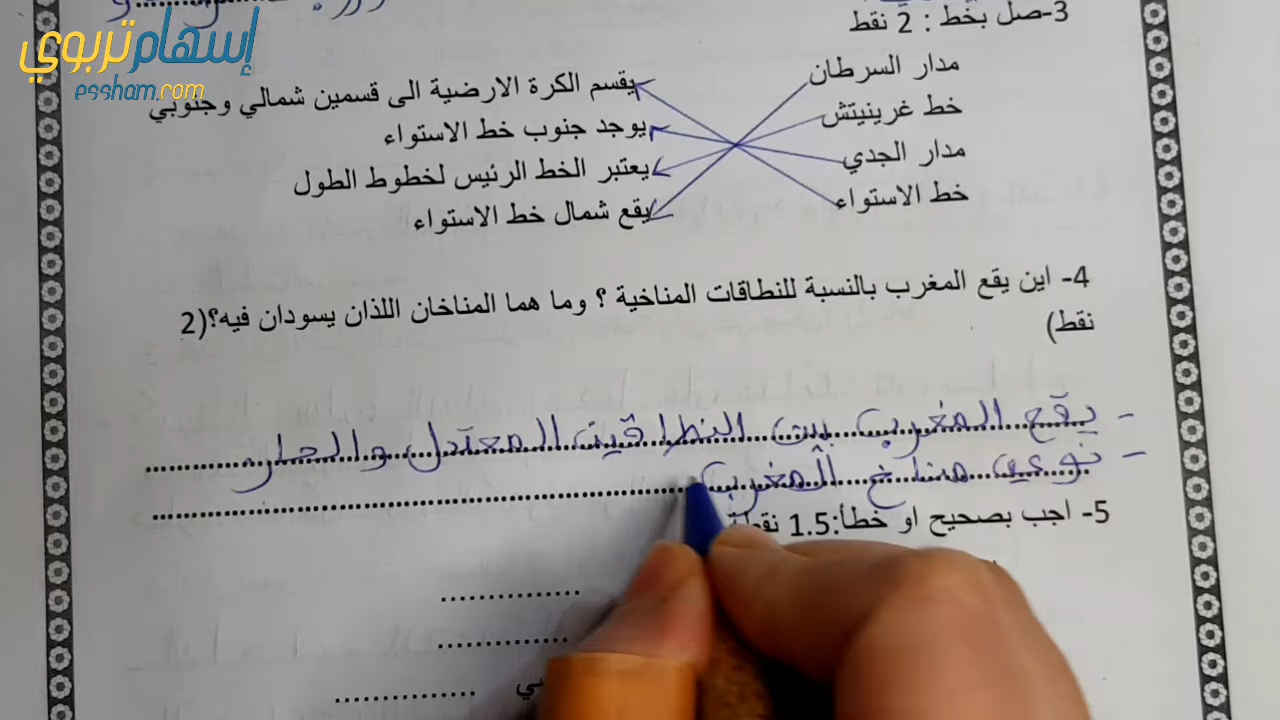 إسهام تربوي
essham.com
3-صل بخط : 2 نقط
مدار السرطان
يقسم الكرة الارضية الى قسمين شمالي وجنوبي
خط غرينيتش
يوجد جنوب خط الاستواء
مدار الجدي
يعتبر الخط الرئيس لخطوط الطول
خط الاستواء
يقع شمال خط الاستواء
4- اين يقع المغرب بالنسبة للنطاقات المناخية ؟ وما هما المناخان اللذان يسودان فيه؟(2
نقط)
- يقع المغرب بين النطاقين المعتدل والحار
- نوعي مناخ المغرب
5- اجب بصحيح او خطأ:1.5 نقطة